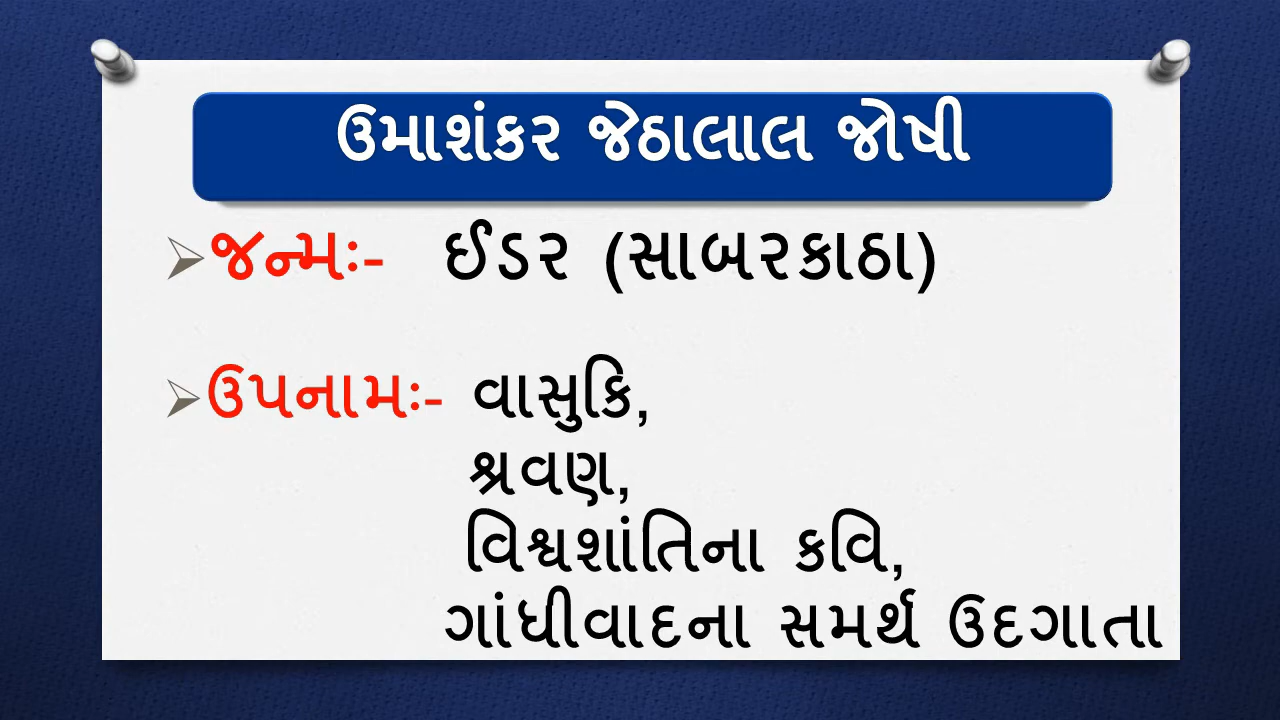 ઉમાશંકર જેઠાલાલ જોષી
જન્મઃ- ઈડર (સાબરકાઠા)
ઉપનામઃ- વાસુકિ,
શ્રવણ,
વિશ્વશાંતિના કવિ,
ગાંધીવાદના સમર્થ ઉદગાતા